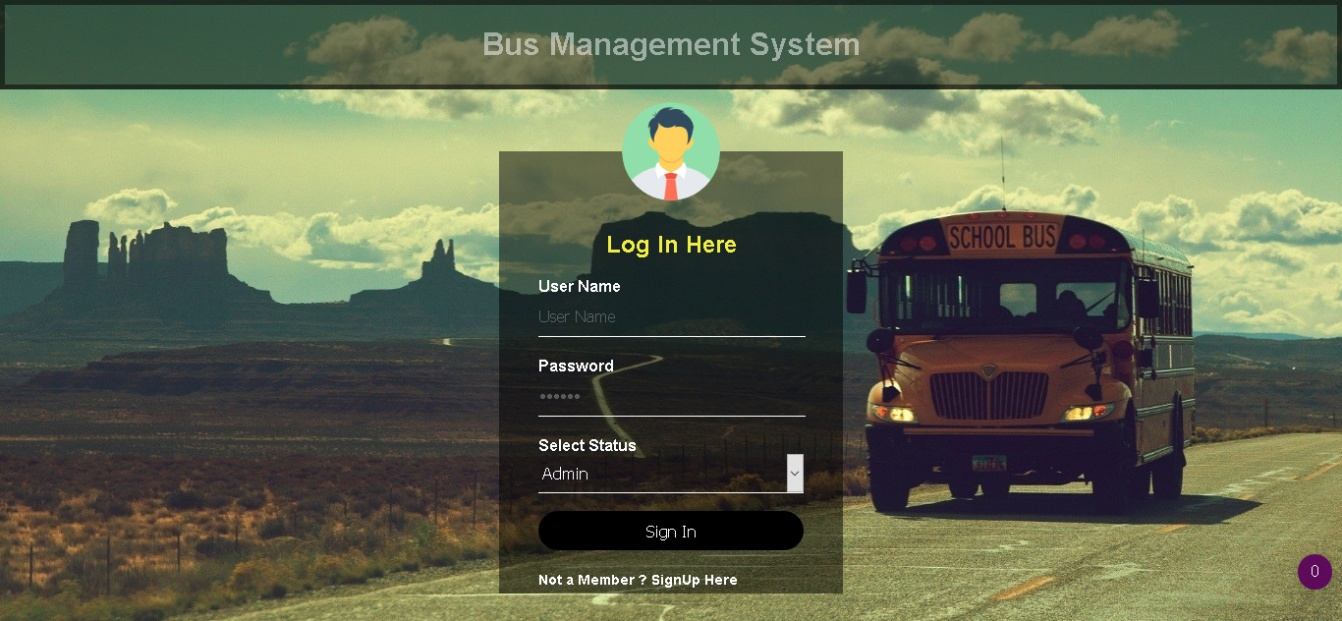 Bus Management System
SCHOOL BUS
Log In Here
User Name
User Name
Password
••••••
Select Status
Admin
Sign In
Not a Member ? SignUp Here
0